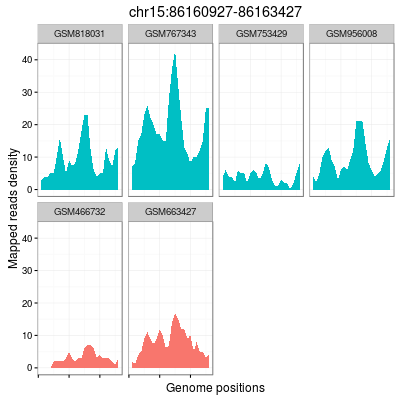 chr15:86160927-86163427
GSM818031 GSM767343 GSM753429 GSM956008
40
30
20
10
0
GSM466732 GSM663427
40
30
20
10
0
Mapped reads density
Genome positions